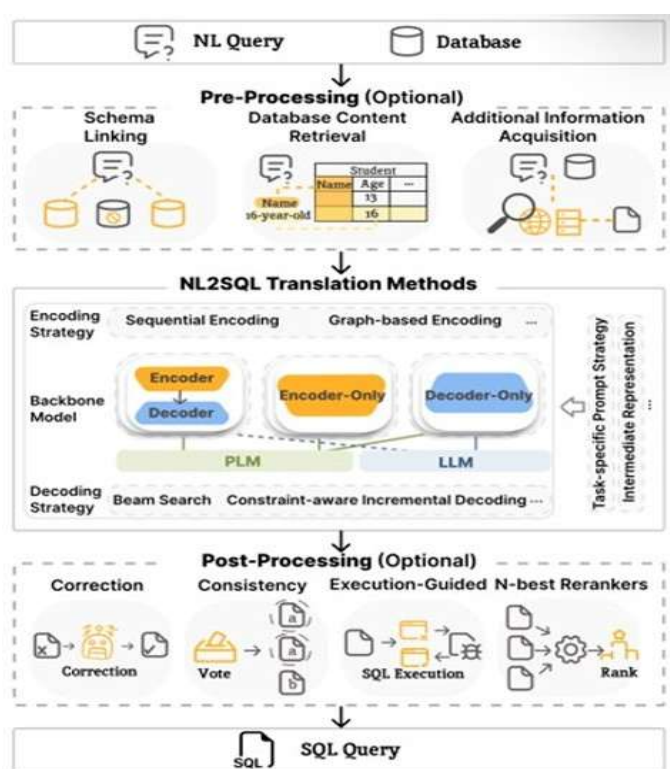 NL Query
Database
Pre-Processing (Optional)
Schema
Linking
Database Content
Retrieval
Additional Information
Acquisition
Student
Name Age ...
13
16
Name
16-year-old
NL2SQL Translation Methods
Encoding
Strategy
Sequential Encoding
Graph-based Encoding
...
Backbone
Model
Encoder
Decoder
Encoder-Only
Decoder-Only
PLM
LLM
Decoding
Strategy
Beam Search
Constraint-aware Incremental Decoding ...
Task-specific Prompt Strategy
Intermediate Representation
...
Post-Processing (Optional)
Correction
Consistency
Execution-Guided
N-best Rerankers
Correction
Vote
a
a
b
SQL Execution
Rank
SQL
SQL Query